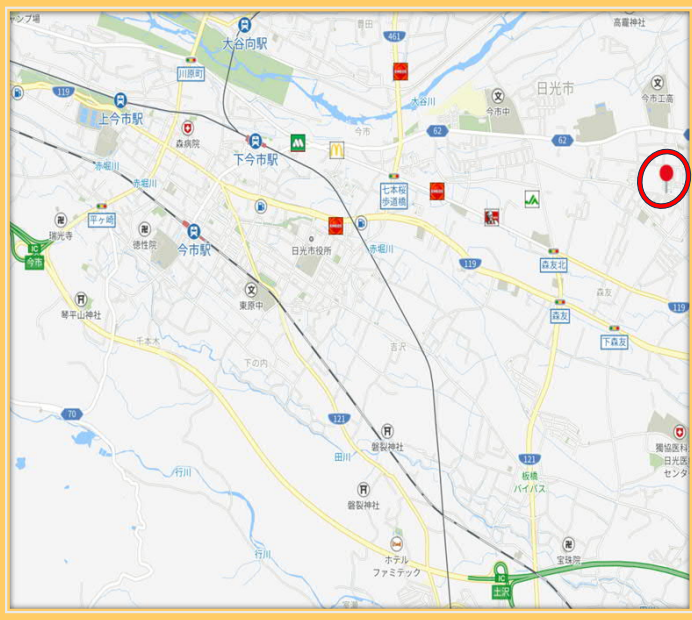 キャンプ場
大谷向駅
豊田
高龗神社
461
川原町
大谷川
日光市
今市中
今市工高
119
上今市駅
森病院
今市
62
62
下今市駅
赤堀川
赤堀川
七本桜
歩道橋
平ヶ崎
瑞光寺
徳性院
今市駅
日光市役所
赤堀川
IC
今市
119
森友北
森友
119
琴平山神社
東原中
森友
下森友
千本木
下の内
吉沢
70
121
磐裂神社
獨協医科
日光医
センタ
田川
121
板橋
バイパス
行川
磐裂神社
行川
ホテル
ファミテック
宝珠院
IC
土沢